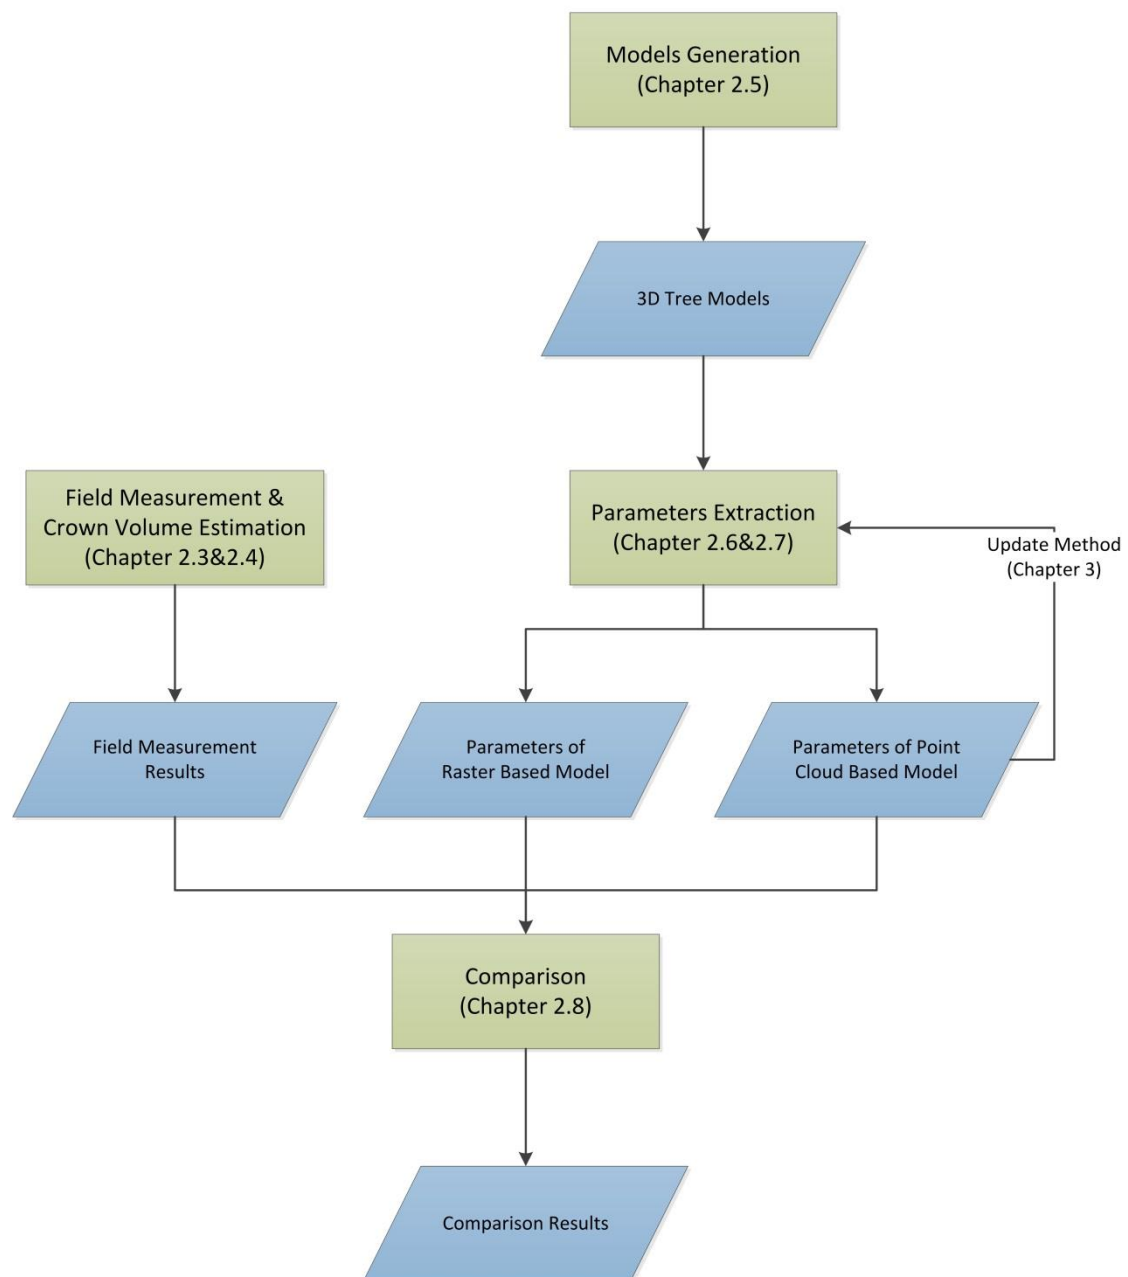 Models Generation
(Chapter 2.5)
3D Tree Models
Field Measurement &
Crown Volume Estimation
(Chapter 2.3&2.4)
Parameters Extraction
(Chapter 2.6&2.7)
Update Method
(Chapter 3)
Field Measurement
Results
Parameters of
Raster Based Model
Parameters of Point
Cloud Based Model
Comparison
(Chapter 2.8)
Comparison Results